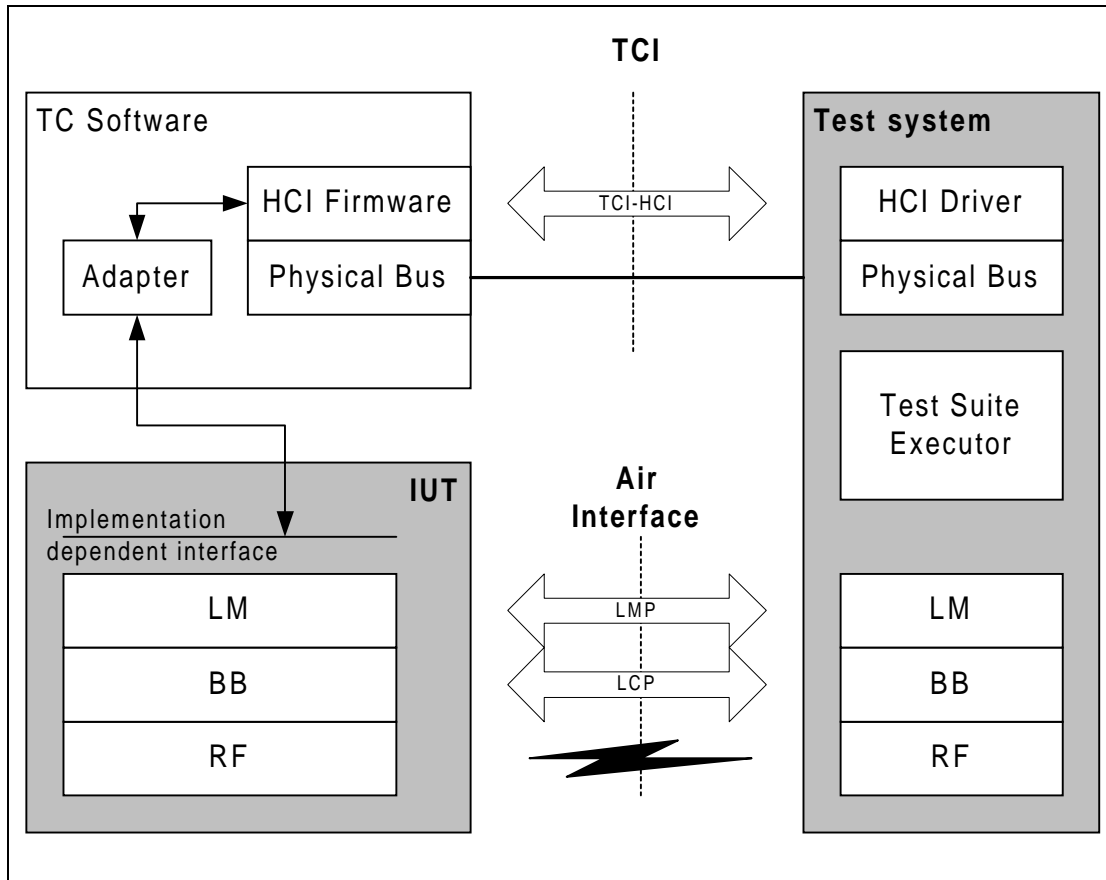 TCI
TC Software
HCI Firmware
Adapter
Physical Bus
TCI-HCI
Test system
HCI Driver
Physical Bus
Test Suite
Executor
IUT
Implementation
dependent interface
LM
BB
RF
Air
Interface
LMP
LCP
LM
BB
RF